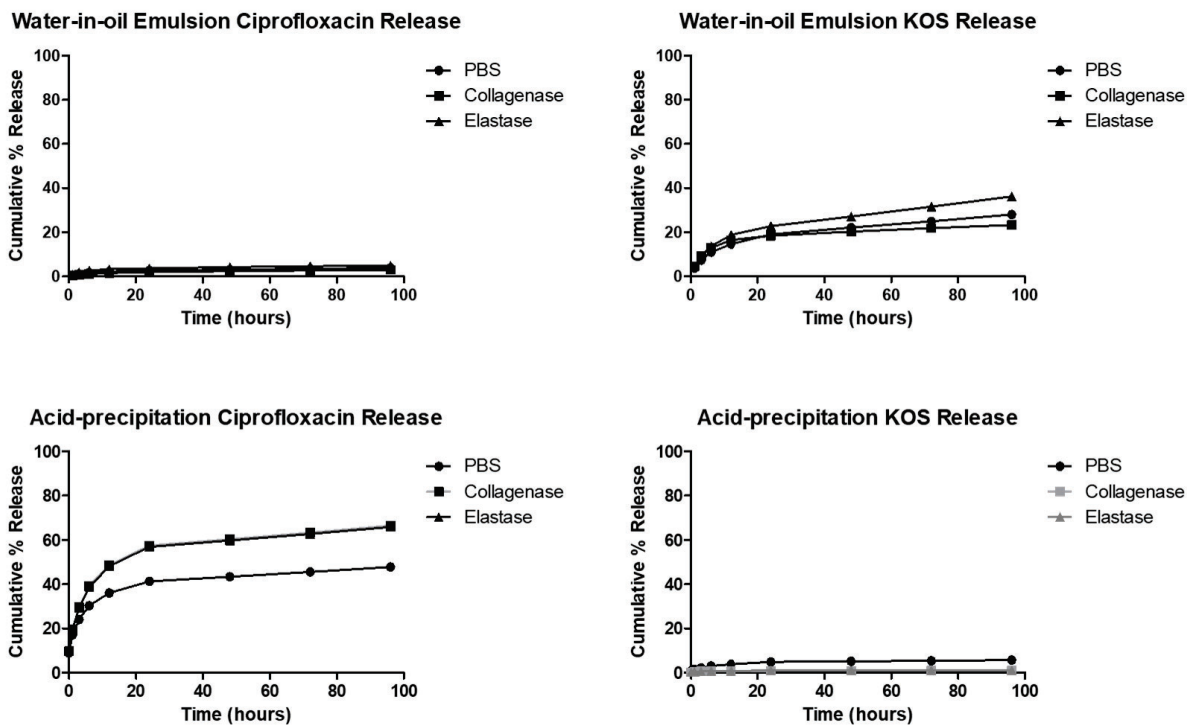 Water-in-oil Emulsion Ciprofloxacin Release
Cumulative % Release
100
80
60
40
20
0
0 20 40 60 80 100
Time (hours)
PBS
Collagenase
Elastase
Water-in-oil Emulsion KOS Release
Cumulative % Release
100
80
60
40
20
0
0 20 40 60 80 100
Time (hours)
PBS
Collagenase
Elastase
Acid-precipitation Ciprofloxacin Release
Cumulative % Release
100
80
60
40
20
0
0 20 40 60 80 100
Time (hours)
PBS
Collagenase
Elastase
Acid-precipitation KOS Release
Cumulative % Release
100
80
60
40
20
0
0 20 40 60 80 100
Time (hours)
PBS
Collagenase
Elastase